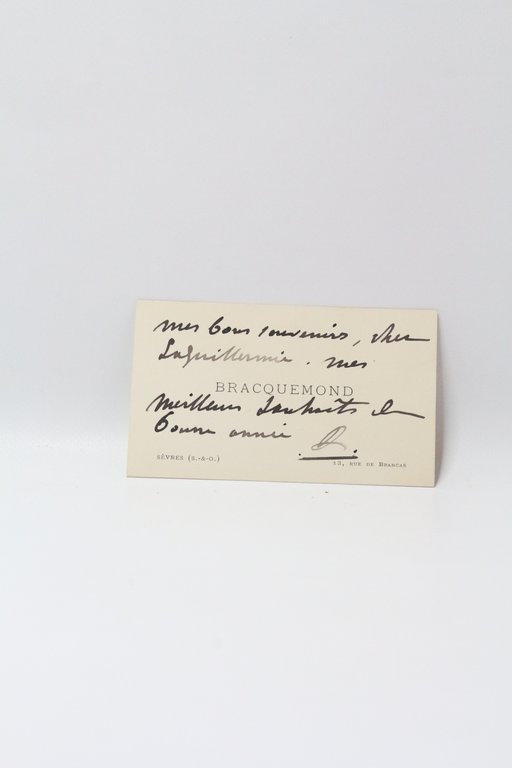 mes bons souvenirs, cher
Laguillermie. mes
BRACQUEMOND
meilleurs souhaits de
bonne année
SÈVRES (S.-&-O.)
13, RUE DE BRANCAS